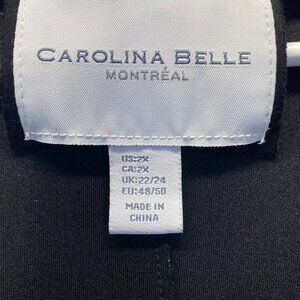 CAROLINA BELLE
MONTRÉAL
US:2X
CA:2X
UK:22/24
EU:48/50
MADE IN
CHINA